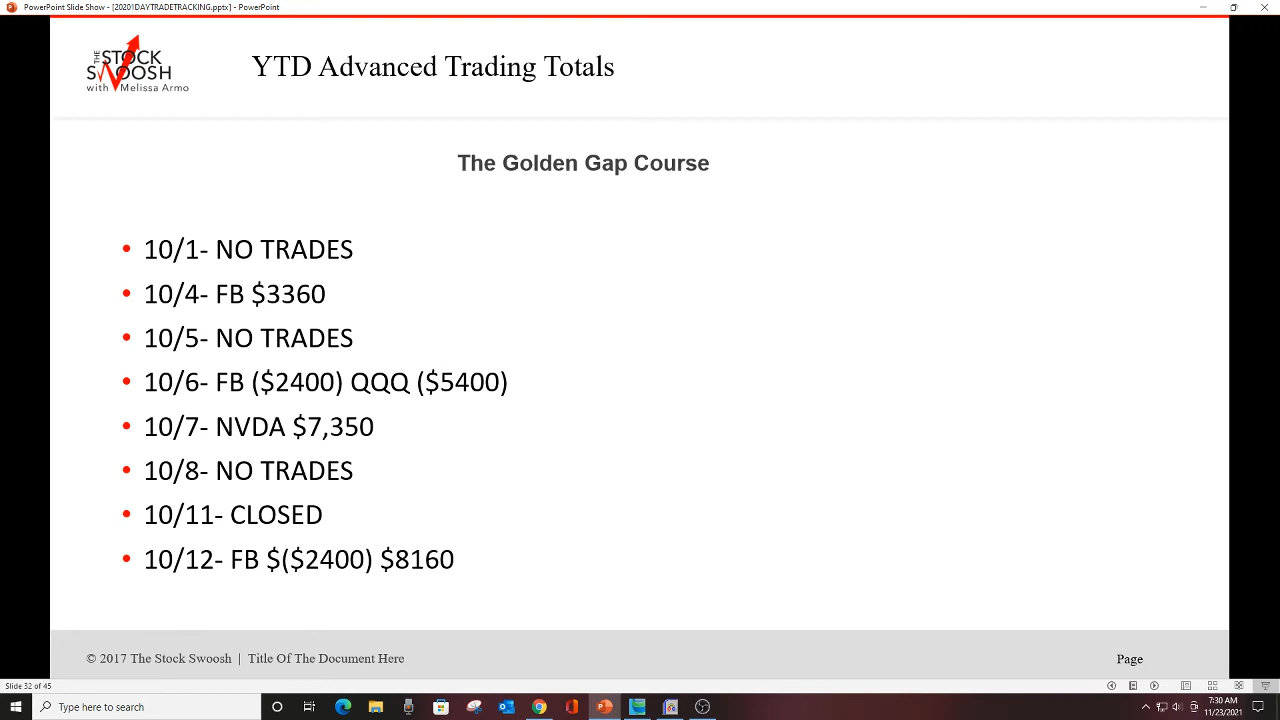 PowerPoint Slide Show - [20201DAYTRADETRACKING.pptx] - PowerPoint
THE STOCK
SWOOSH
with Melissa Armo
YTD Advanced Trading Totals
The Golden Gap Course
• 10/1- NO TRADES
• 10/4- FB $3360
• 10/5- NO TRADES
• 10/6- FB ($2400) QQQ ($5400)
• 10/7- NVDA $7,350
• 10/8- NO TRADES
• 10/11- CLOSED
• 10/12- FB $($2400) $8160
© 2017 The Stock Swoosh | Title Of The Document Here
Page
Slide 32 of 45
Type here to search
7:30 AM
11/23/2021